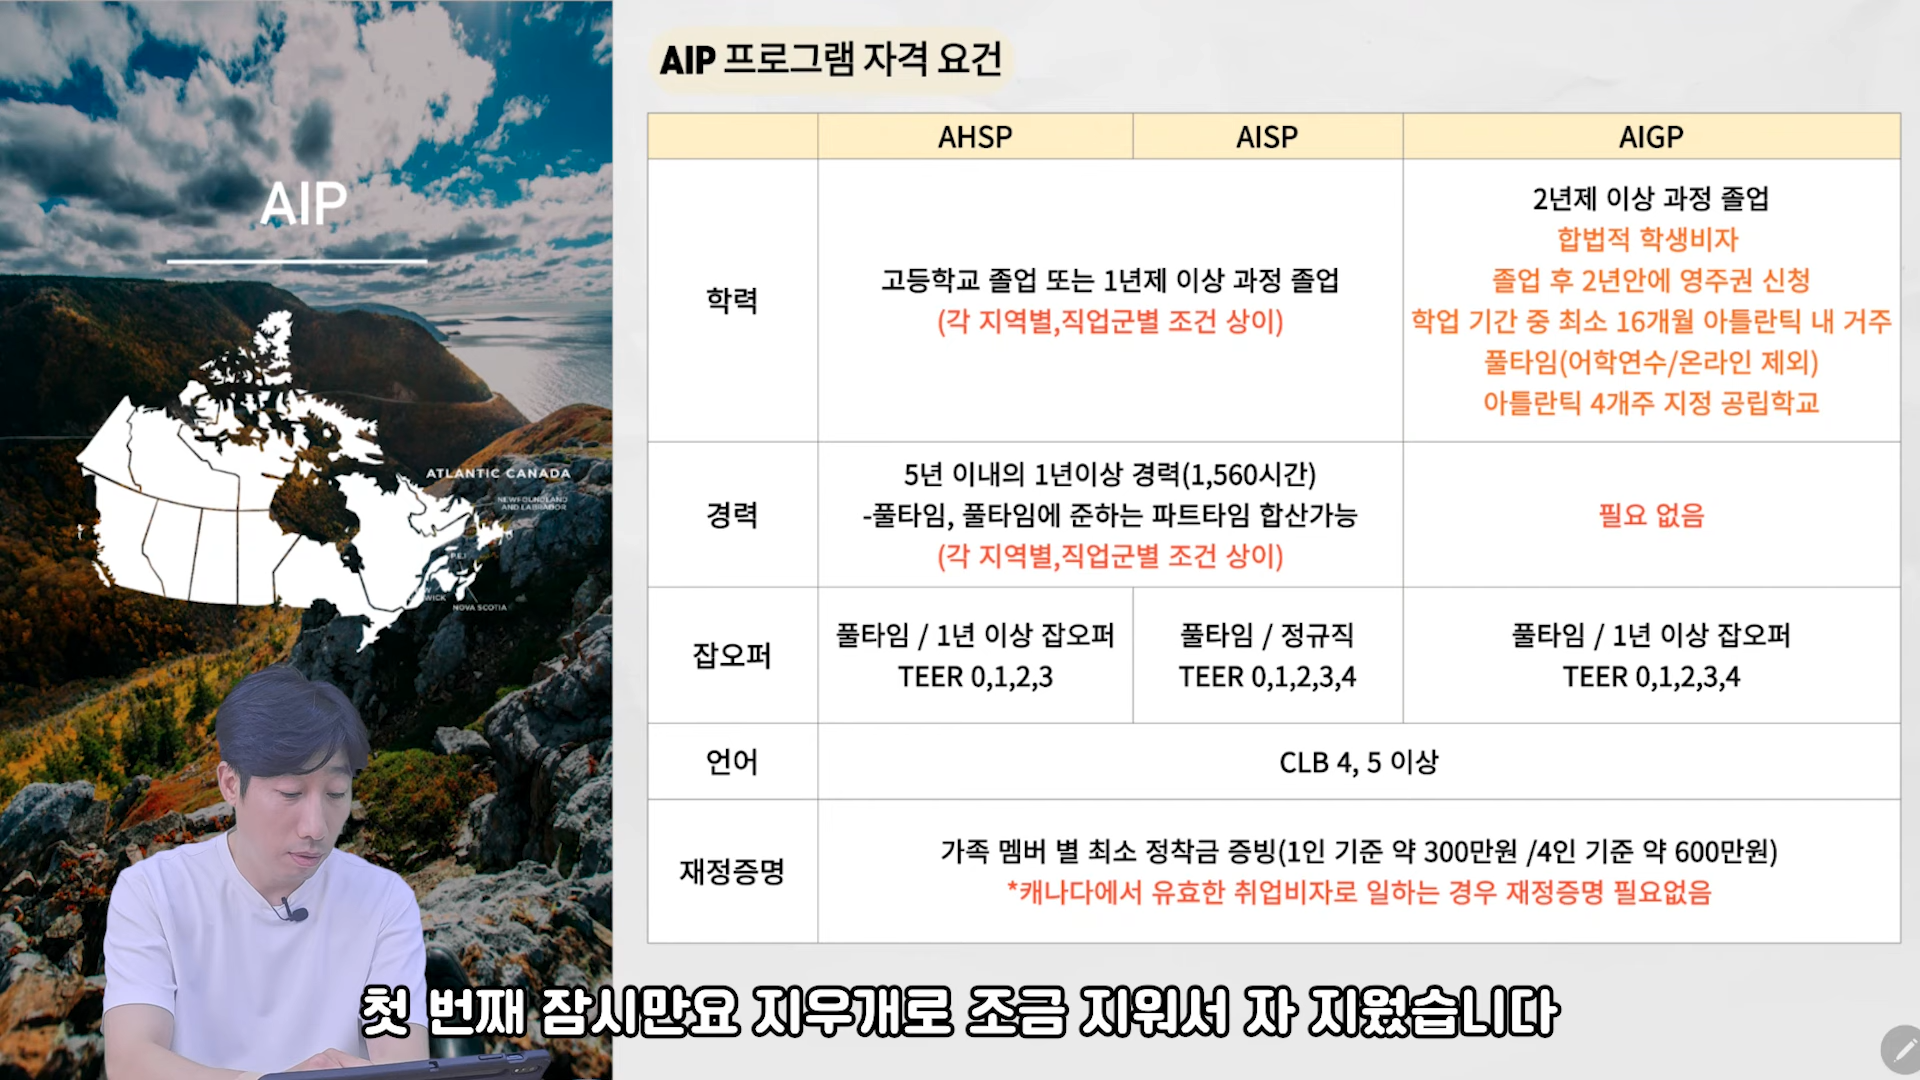 AIP
ATLANTIC CANADA
NEWFOUNDLAND
AND LABRADOR
P.E.I
NOVA SCOTIA
AIP 프로그램 자격 요건
AHSP AISP AIGP
학력
고등학교 졸업 또는 1년제 이상 과정 졸업
(각 지역별,직업군별 조건 상이)
2년제 이상 과정 졸업
합법적 학생비자
졸업 후 2년안에 영주권 신청
학업 기간 중 최소 16개월 아틀란틱 내 거주
풀타임(어학연수/온라인 제외)
아틀란틱 4개주 지정 공립학교
경력
5년 이내의 1년이상 경력(1,560시간)
-풀타임, 풀타임에 준하는 파트타임 합산가능
(각 지역별,직업군별 조건 상이)
필요 없음
잡오퍼
풀타임 / 1년 이상 잡오퍼
TEER 0,1,2,3
풀타임 / 정규직
TEER 0,1,2,3,4
풀타임 / 1년 이상 잡오퍼
TEER 0,1,2,3,4
언어
CLB 4, 5 이상
재정증명
가족 멤버 별 최소 정착금 증빙(1인 기준 약 300만원 /4인 기준 약 600만원)
*캐나다에서 유효한 취업비자로 일하는 경우 재정증명 필요없음
첫 번째 잠시만요 지우개로 조금 지워서 자 지웠습니다